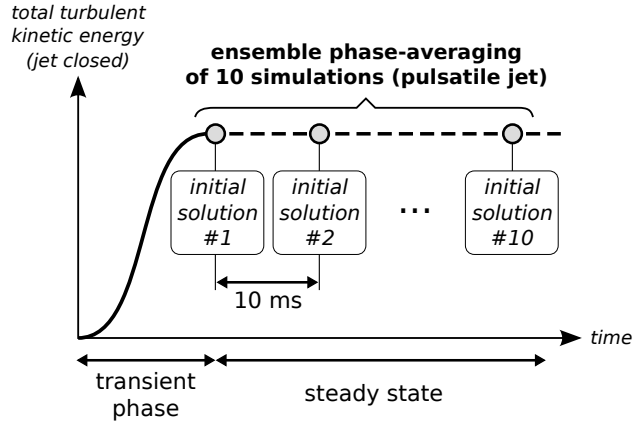 total turbulent
kinetic energy
(jet closed)
ensemble phase-averaging
of 10 simulations (pulsatile jet)
initial
solution
#1
initial
solution
#2
...
initial
solution
#10
10 ms
time
transient
phase
steady state